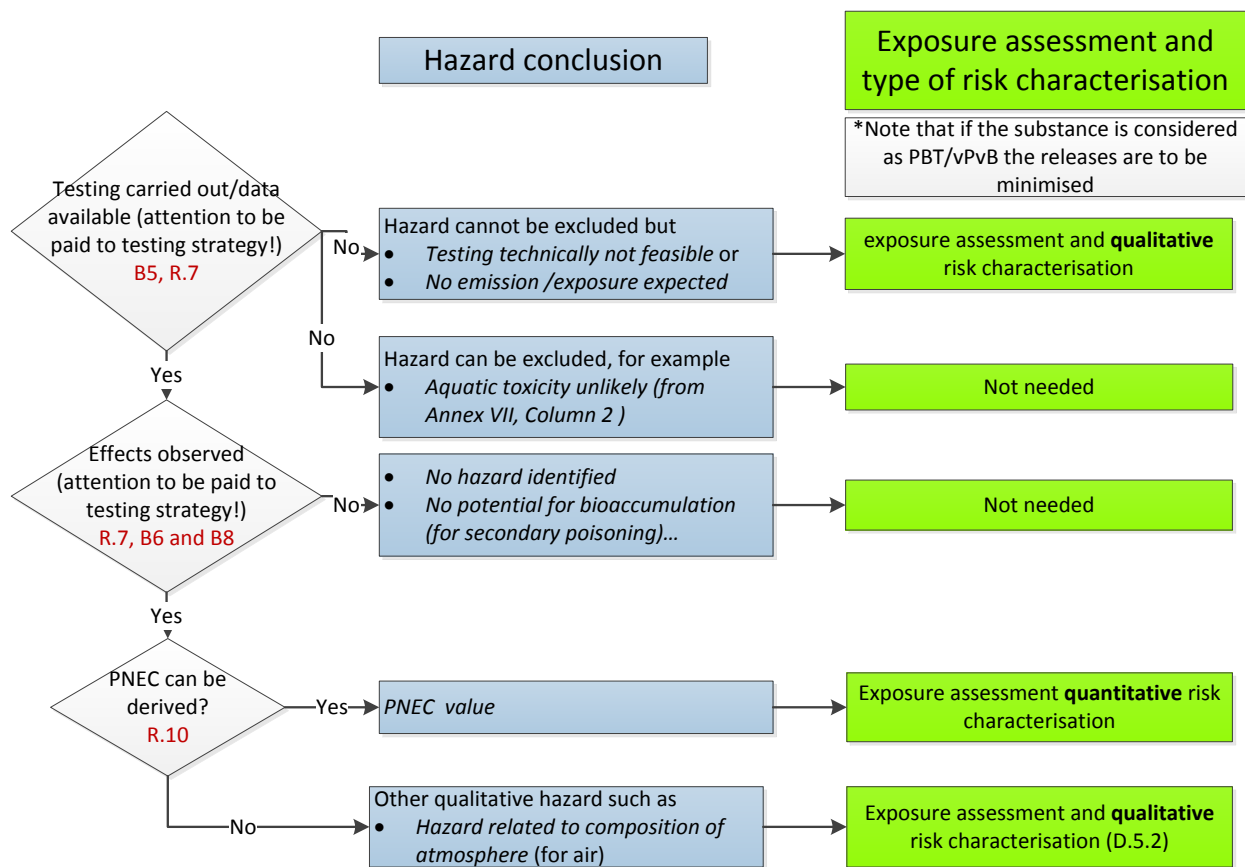 Hazard conclusion
Exposure assessment and
type of risk characterisation
*Note that if the substance is considered
as PBT/vPvB the releases are to be
minimised
Testing carried out/data
available (attention to be
paid to testing strategy!)
B5, R.7
No
Hazard cannot be excluded but
• Testing technically not feasible or
• No emission /exposure expected
exposure assessment and qualitative
risk characterisation
No
Hazard can be excluded, for example
• Aquatic toxicity unlikely (from
Annex VII, Column 2 )
Not needed
Yes
Effects observed
(attention to be paid to
testing strategy!)
R.7, B6 and B8
No
• No hazard identified
• No potential for bioaccumulation
(for secondary poisoning)…
Not needed
Yes
PNEC can be
derived?
R.10
Yes
PNEC value
Exposure assessment quantitative risk
characterisation
No
Other qualitative hazard such as
• Hazard related to composition of
atmosphere (for air)
Exposure assessment and qualitative
risk characterisation (D.5.2)